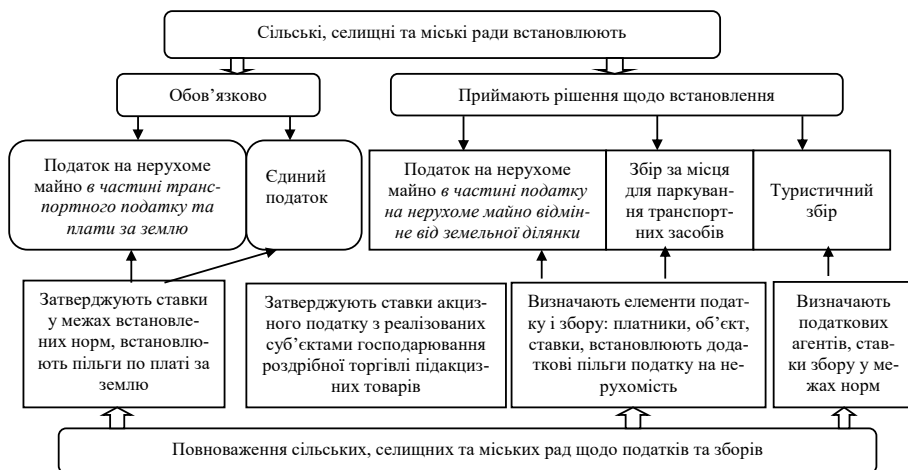 Сільські, селищні та міські ради встановлюють
Обов’язково
Приймають рішення щодо встановлення
Податок на нерухоме
майно в частині транс-
портного податку та
плати за землю
Єдиний
податок
Податок на нерухоме
майно в частині податку
на нерухоме майно відмін-
не від земельної ділянки
Збір за місця
для паркуван-
ня транспорт-
них засобів
Туристичний
збір
Затверджують ставки
у межах встановле-
них норм, встановлю-
ють пільги по платі за
землю
Затверджують ставки акциз-
ного податку з реалізованих
суб’єктами господарювання
роздрібної торгівлі підакциз-
них товарів
Визначають елементи подат-
ку і збору: платники, об’єкт,
ставки, встановлюють дода-
ткові пільги податку на не-
рухомість
Визначають
податкових
агентів, став-
ки збору у ме-
жах норм
Повноваження сільських, селищних та міських рад щодо податків та зборів